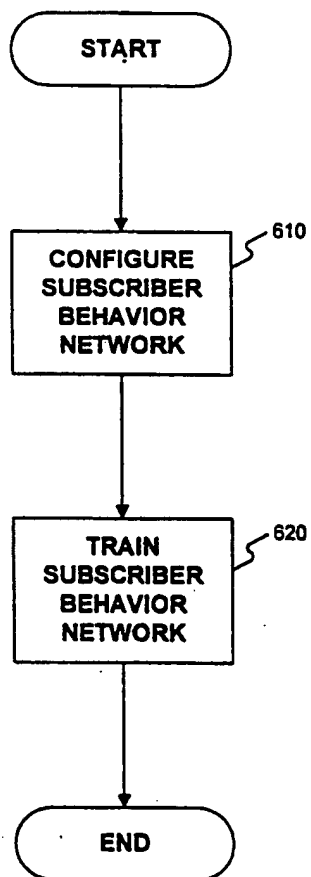 START
610
CONFIGURE
SUBSCRIBER
BEHAVIOR
NETWORK
620
TRAIN
SUBSCRIBER
BEHAVIOR
NETWORK
END